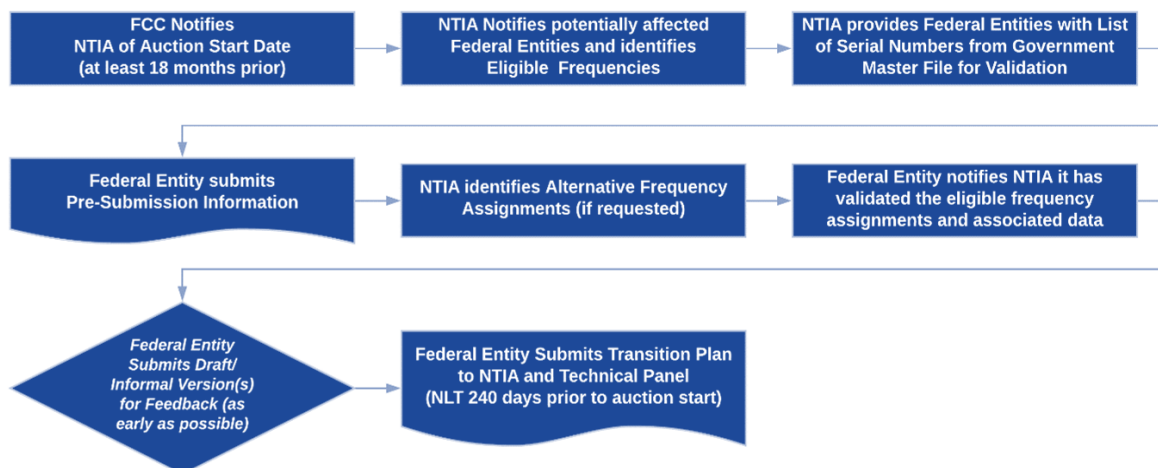 FCC Notifies
NTIA of Auction Start Date
(at least 18 months prior)
NTIA Notifies potentially affected
Federal Entities and identifies
Eligible  Frequencies
NTIA provides Federal Entities with List
of Serial Numbers from Government
Master File for Validation
Federal Entity submits
Pre-Submission Information
NTIA identifies Alternative Frequency
Assignments (if requested)
Federal Entity notifies NTIA it has
validated the eligible frequency
assignments and associated data
Federal Entity
Submits Draft/
Informal Version(s)
for Feedback (as
early as possible)
Federal Entity Submits Transition Plan
to NTIA and Technical Panel
(NLT 240 days prior to auction start)